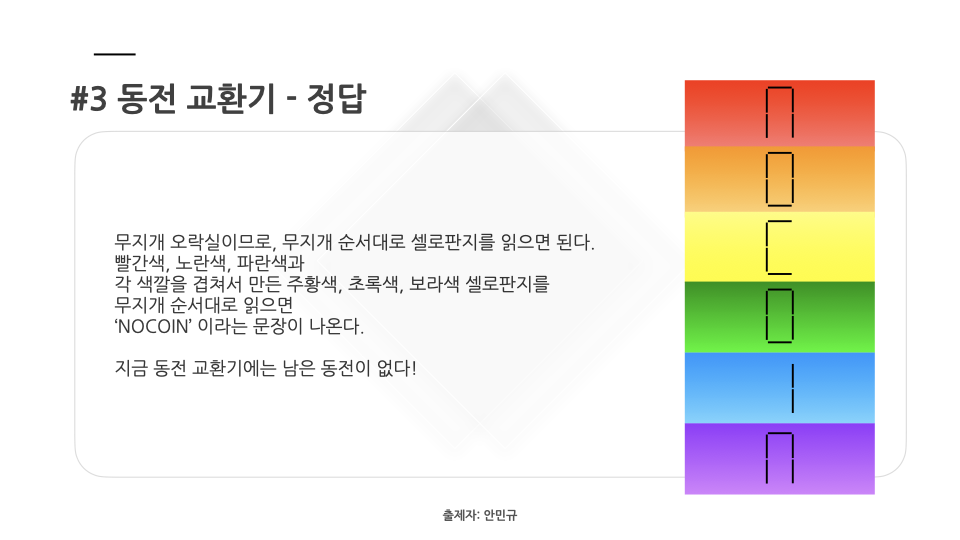 #3 동전 교환기 - 정답
무지개 오락실이므로, 무지개 순서대로 셀로판지를 읽으면 된다.
빨간색, 노란색, 파란색과
각 색깔을 겹쳐서 만든 주황색, 초록색, 보라색 셀로판지를
무지개 순서대로 읽으면
‘NOCOIN’ 이라는 문장이 나온다.
지금 동전 교환기에는 남은 동전이 없다!
N
O
C
O
I
N
출제자: 안민규